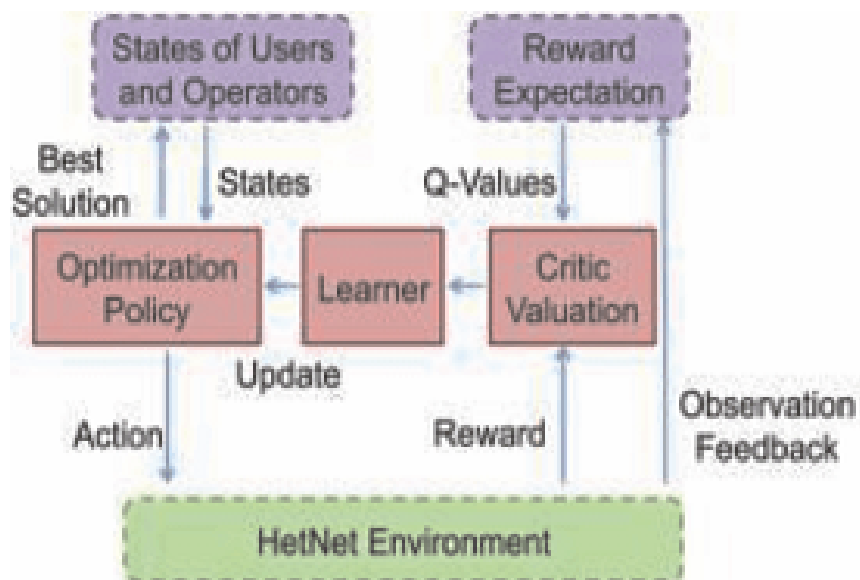 States of Users
and Operators
Reward
Expectation
Best
Solution
States
Q-Values
Optimization
Policy
Learner
Critic
Valuation
Update
Action
Reward
Observation
Feedback
HetNet Environment